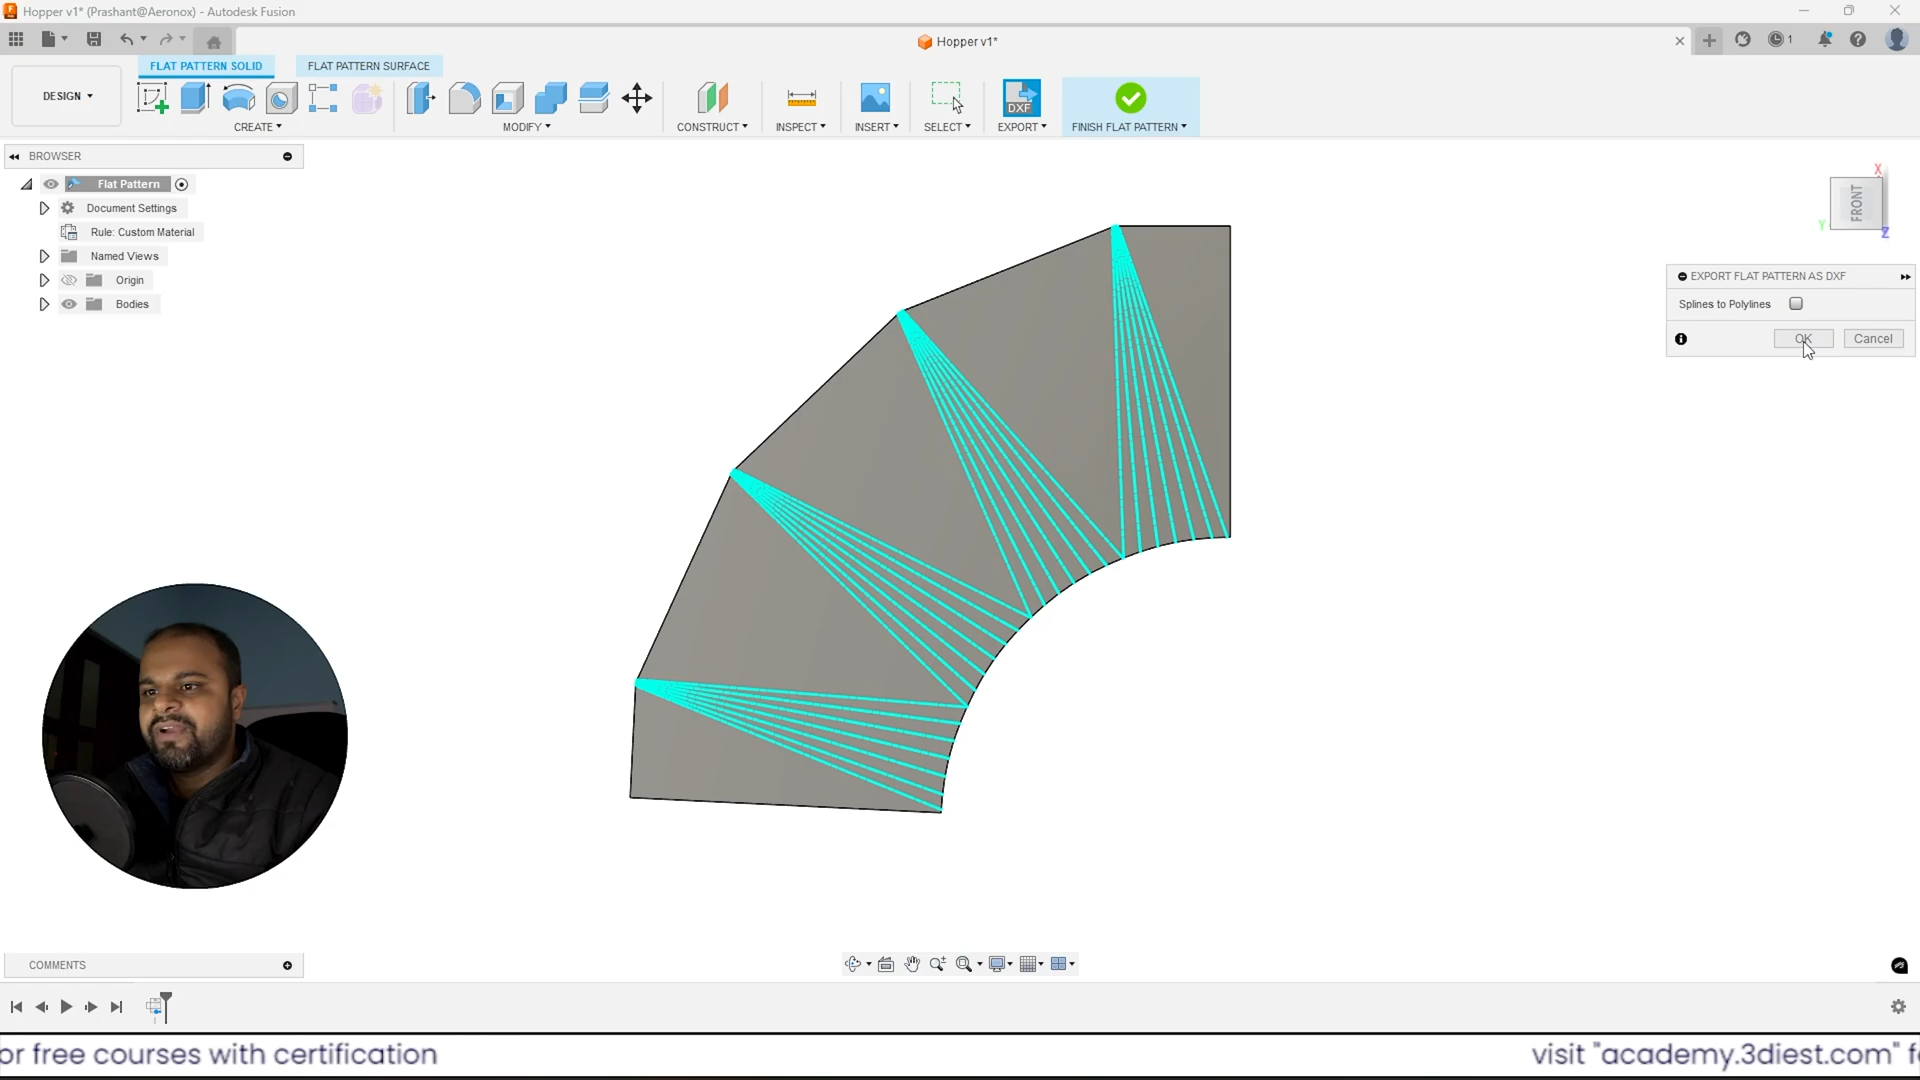 Hopper v1* (Prashant@Aeronox) - Autodesk Fusion
Hopper v1*
1
FLAT PATTERN SOLID
FLAT PATTERN SURFACE
DESIGN
CREATE
MODIFY
CONSTRUCT
INSPECT
INSERT
SELECT
DXF
EXPORT
FINISH FLAT PATTERN
BROWSER
Flat Pattern
Document Settings
Rule: Custom Material
Named Views
Origin
Bodies
X
FRONT
Y
Z
EXPORT FLAT PATTERN AS DXF
Splines to Polylines
OK
Cancel
COMMENTS
or free courses with certification
visit "academy.3diest.com" f